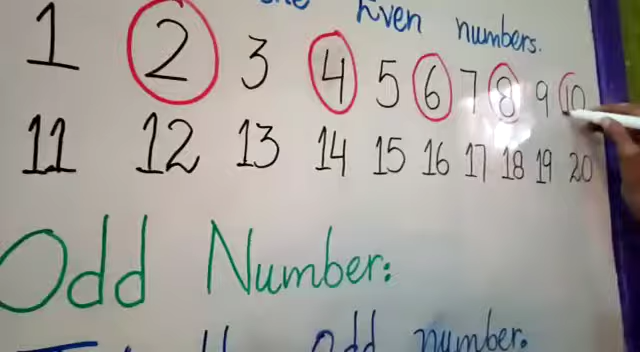 Even numbers.
1 2 3 4 5 6 7 8 9 10
11 12 13 14 15 16 17 18 19 20
Odd Number:
odd number.